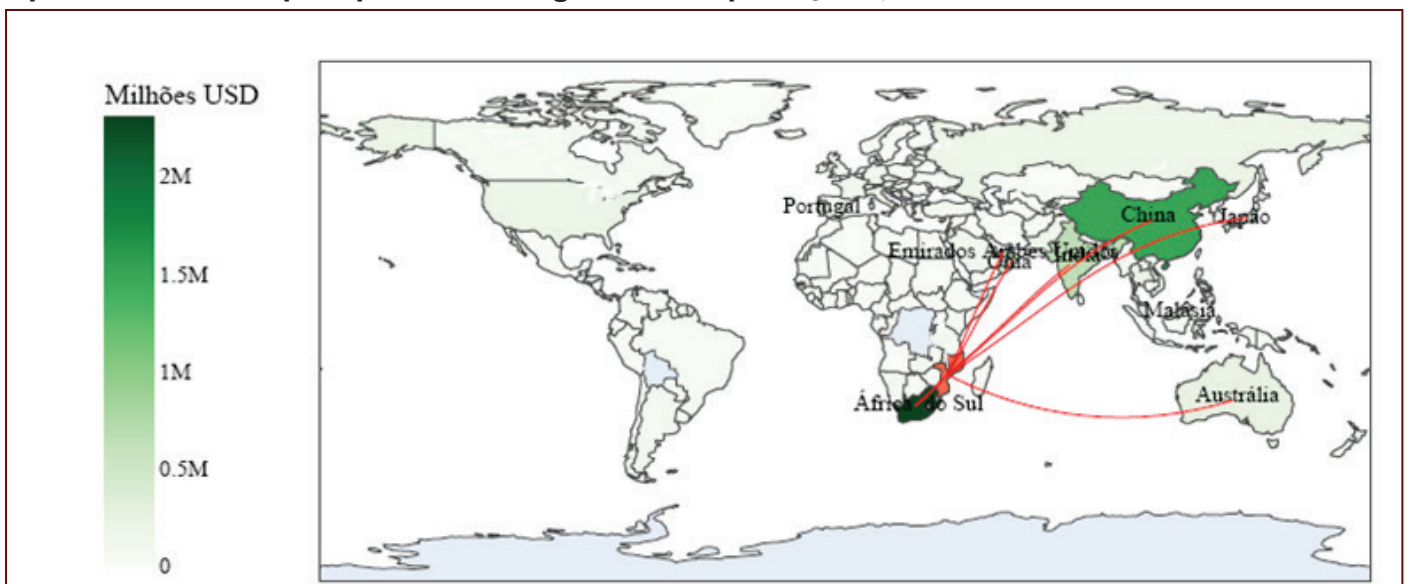 Milhões USD
2M
1.5M
1M
0.5M
0
Portugal
China
Japão
Emirados Árabes Unidos
Malásia
África do Sul
Austrália